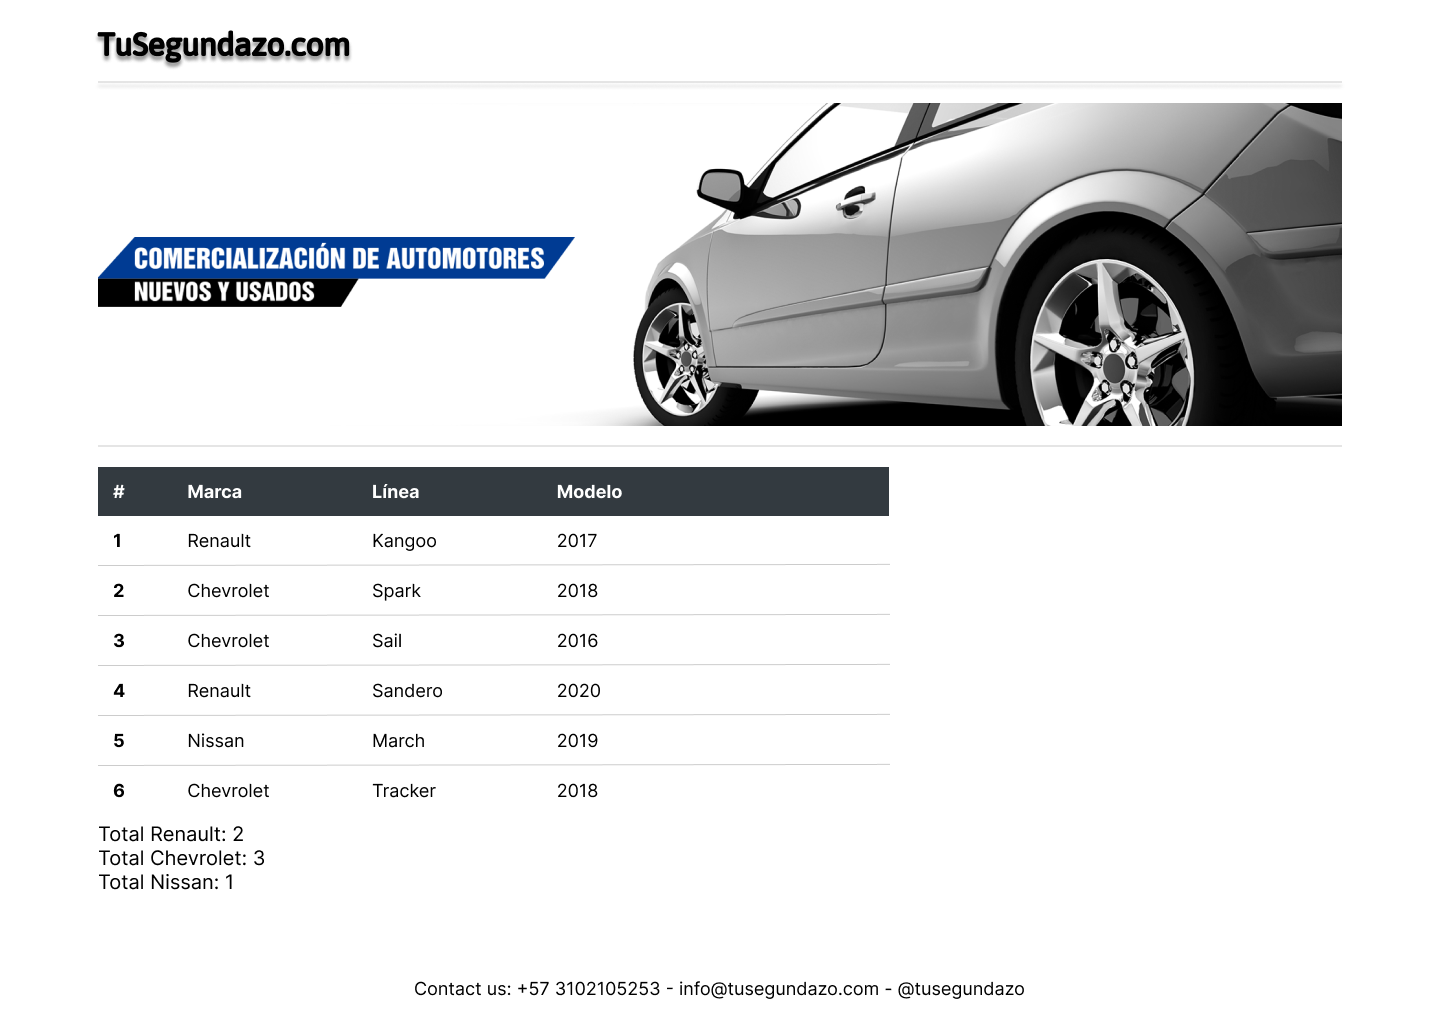 TuSegundazo.com
COMERCIALIZACIÓN DE AUTOMOTORES
NUEVOS Y USADOS
# Marca Línea Modelo
1 Renault Kangoo 2017
2 Chevrolet Spark 2018
3 Chevrolet Sail 2016
4 Renault Sandero 2020
5 Nissan March 2019
6 Chevrolet Tracker 2018
Total Renault: 2
Total Chevrolet: 3
Total Nissan: 1
Contact us: +57 3102105253 - info@tusegundazo.com - @tusegundazo